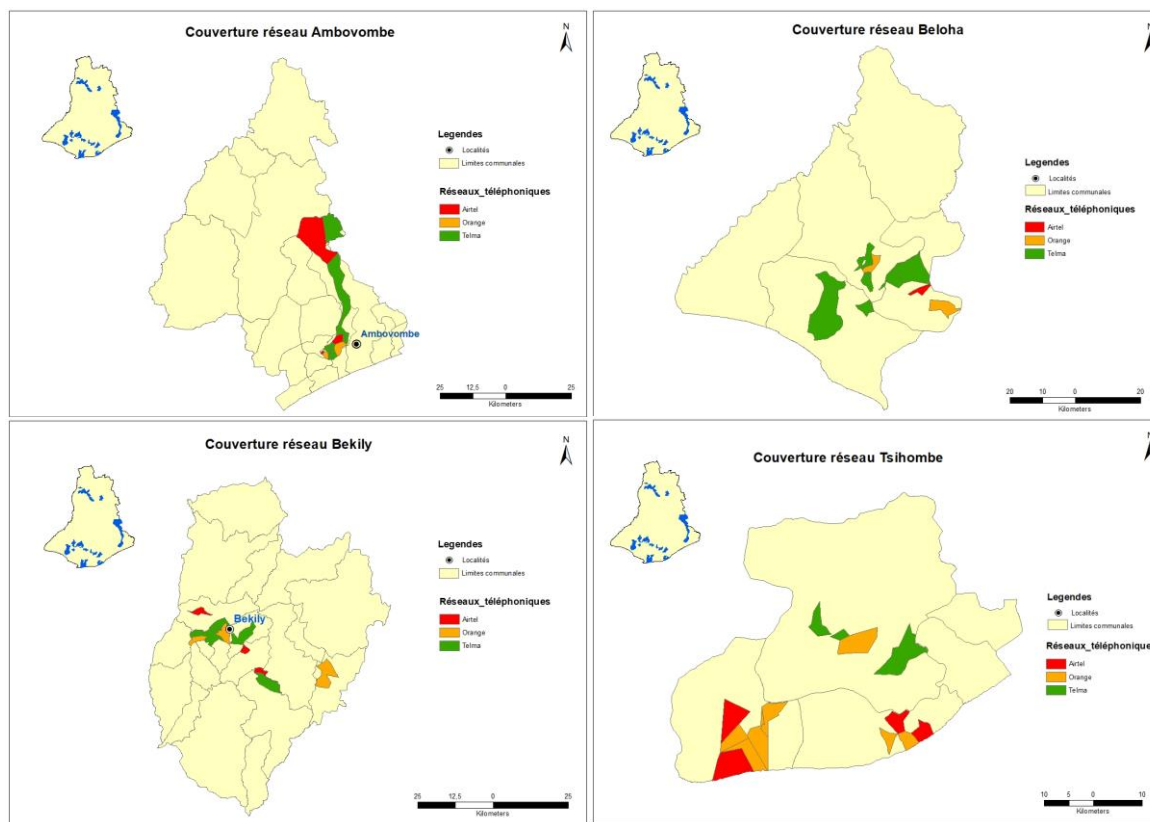 Couverture réseau Ambovombe
N
Legendes
Localités
Limites communales
Réseaux_téléphoniques
Airtel
Orange
Telma
Ambovombe
25 12,5 0 25
Kilometers
Couverture réseau Beloha
N
Legendes
Localités
Limites communales
Réseaux_téléphoniques
Airtel
Orange
Telma
20 10 0 20
Kilometers
Couverture réseau Bekily
N
Legendes
Localités
Limites communales
Réseaux_téléphoniques
Airtel
Orange
Telma
Bekily
25 12,5 0 25
Kilometers
Couverture réseau Tsihombe
N
Legendes
Localités
Limites communales
Réseaux_téléphonique
Airtel
Orange
Telma
10 5 0 10
Kilometers